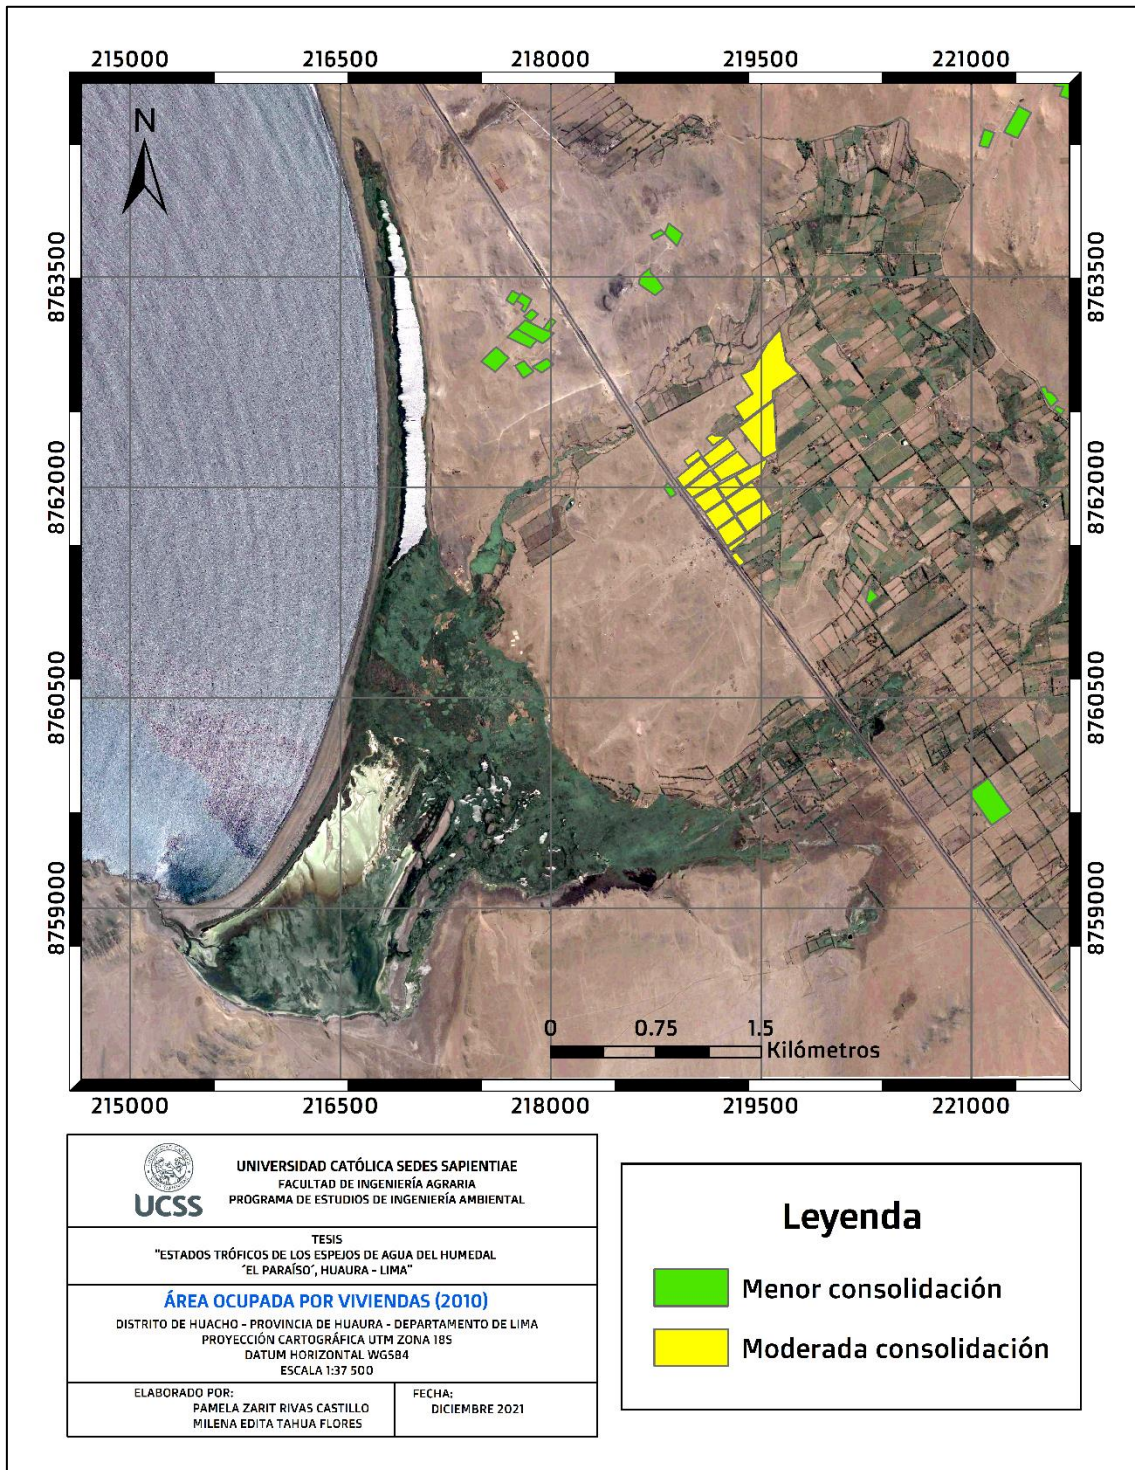 215000 216500 218000 219500 221000
N
8763500 8763500
8762000 8762000
8760500 8760500
8759000 8759000
0 0.75 1.5
Kilómetros
215000 216500 218000 219500 221000
UCSS
UNIVERSIDAD CATÓLICA SEDES SAPIENTIAE
FACULTAD DE INGENIERÍA AGRARIA
PROGRAMA DE ESTUDIOS DE INGENIERÍA AMBIENTAL
TESIS
"ESTADOS TRÓFICOS DE LOS ESPEJOS DE AGUA DEL HUMEDAL
´EL PARAÍSO´, HUAURA - LIMA"
ÁREA OCUPADA POR VIVIENDAS (2010)
DISTRITO DE HUACHO - PROVINCIA DE HUAURA - DEPARTAMENTO DE LIMA
PROYECCIÓN CARTOGRÁFICA UTM ZONA 18S
DATUM HORIZONTAL WGS84
ESCALA 1:37 500
ELABORADO POR:
PAMELA ZARIT RIVAS CASTILLO
MILENA EDITA TAHUA FLORES
FECHA:
DICIEMBRE 2021
Leyenda
Menor consolidación
Moderada consolidación